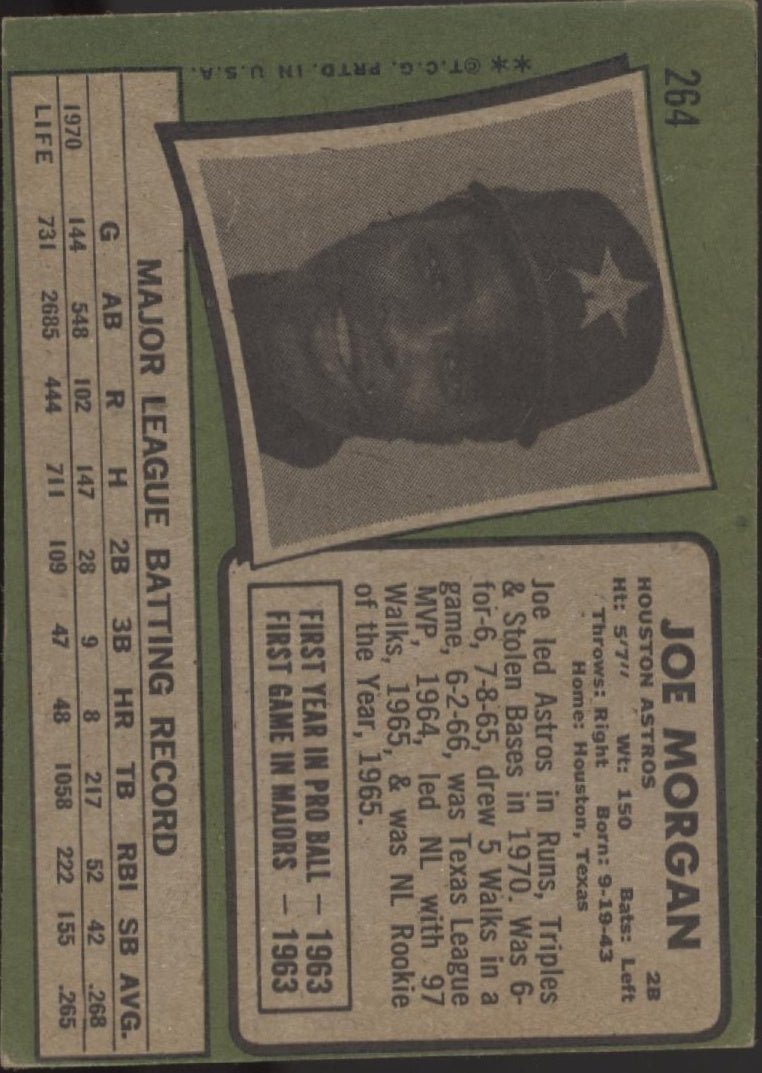 264
** ©T.C.G. PRTD. IN U.S.A.
JOE MORGAN
HOUSTON ASTROS 2B
Ht: 5'7" Wt: 150 Bats: Left
Throws: Right Born: 9-19-43
Home: Houston, Texas
Joe led Astros in Runs, Triples
& Stolen Bases in 1970. Was 6-
for-6, 7-8-65, drew 5 Walks in a
game, 6-2-66, was Texas League
MVP, 1964, led NL with 97
Walks, 1965, & was NL Rookie
of the Year, 1965.
FIRST YEAR IN PRO BALL — 1963
FIRST GAME IN MAJORS — 1963
MAJOR LEAGUE BATTING RECORD
G AB R H 2B 3B HR TB RBI SB AVG.
1970 144 548 102 147 28 9 8 217 52 42 .268
LIFE 731 2685 444 711 109 47 48 1058 222 155 .265